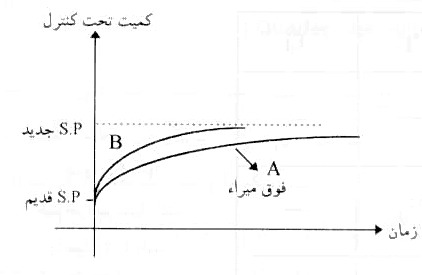 کمیت تحت کنترل
S.P جدید
B
A
فوق میراء
S.P قدیم
زمان